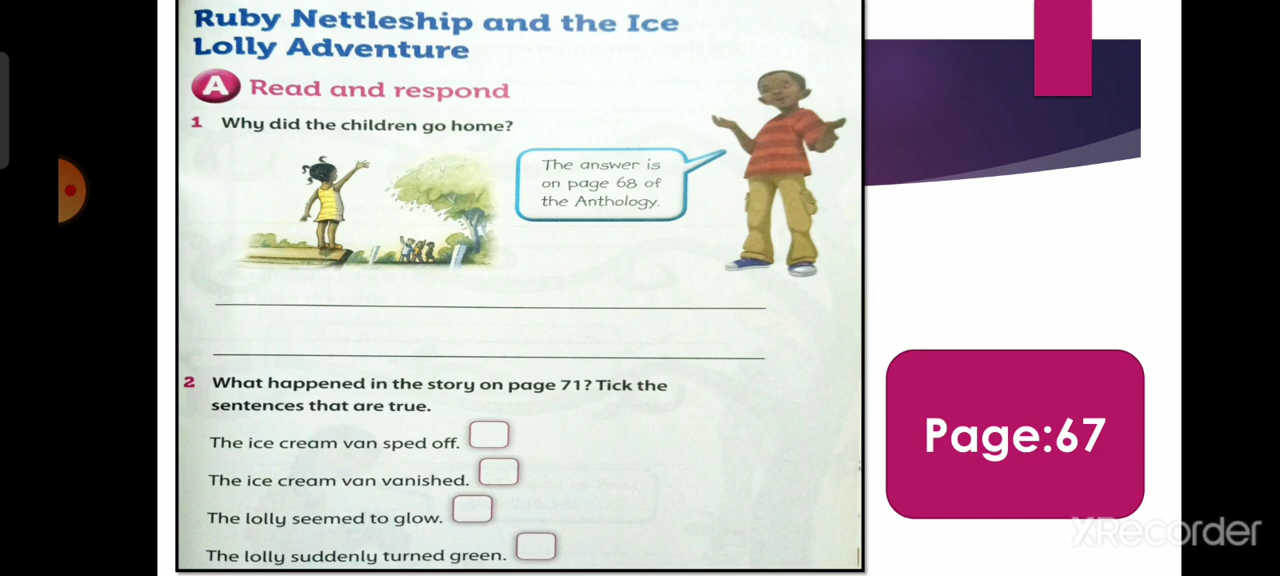 Ruby Nettleship and the Ice
Lolly Adventure
A Read and respond
1 Why did the children go home?
The answer is
on page 68 of
the Anthology.
2 What happened in the story on page 71? Tick the
sentences that are true.
The ice cream van sped off.
The ice cream van vanished.
The lolly seemed to glow.
The lolly suddenly turned green.
Page:67
XRecorder